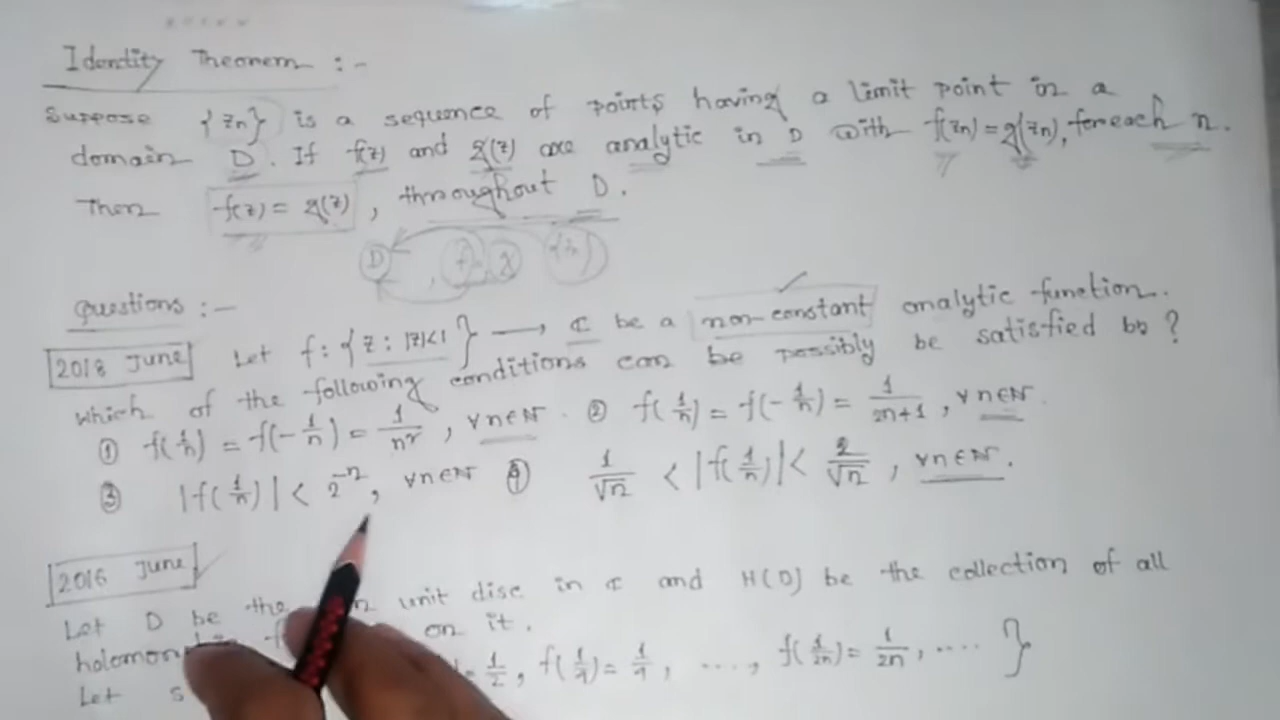 Identity Theorem :-
Suppose {zn} is a sequence of points having a limit point in a
domain D. If f(z) and g(z) are analytic in D with f(zn) = g(zn), for each n.
Then f(z) = g(z), throughout D.
D f g {zn}
Questions :-
2018 June Let f: {z : |z|<1} → ℂ be a non-constant analytic function.
Which of the following conditions can be possibly be satisfied by ?
① f(1/n) = f(-1/n) = 1/n², ∀n∈N. ② f(1/n) = f(-1/n) = 1/(2n+1), ∀n∈N.
③ |f(1/n)| < 2^-n, ∀n∈N ④ 1/√n < |f(1/n)| < 2/√n, ∀n∈N.
2016 June
Let D be the unit disc in ℂ and H(D) be the collection of all
on it.
Let s = 1/2, f(1/4) = 1/4, ...., f(1/2n) = 1/2n, .... }